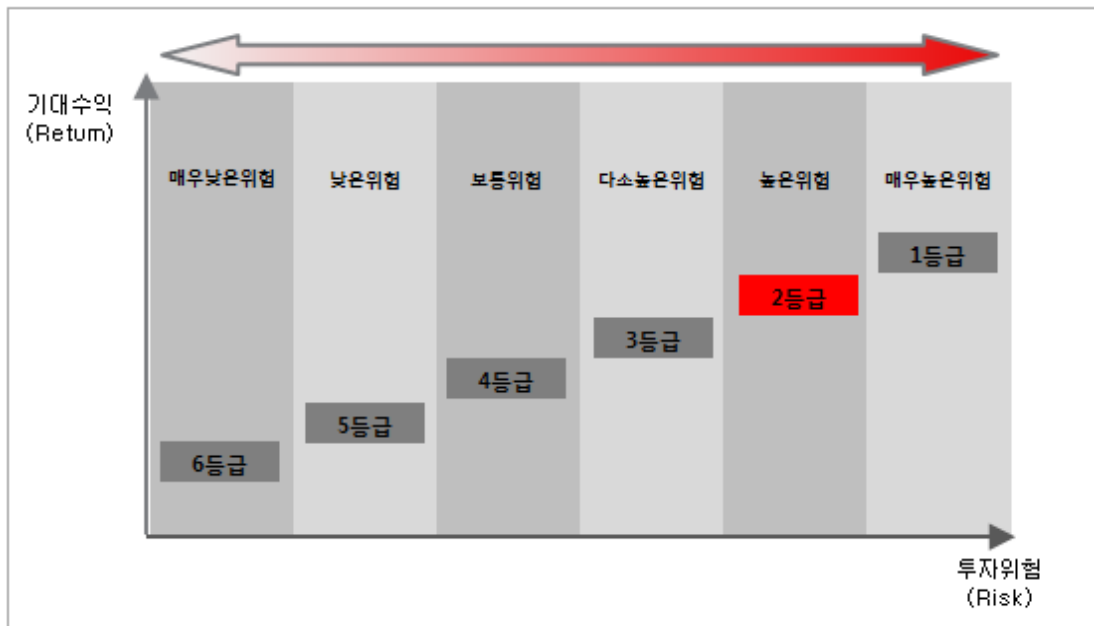 기대수익
(Retum)
매우낮은위험 낮은위험 보통위험 다소높은위험 높은위험 매우높은위험
1등급
2등급
3등급
4등급
5등급
6등급
투자위험
(Risk)